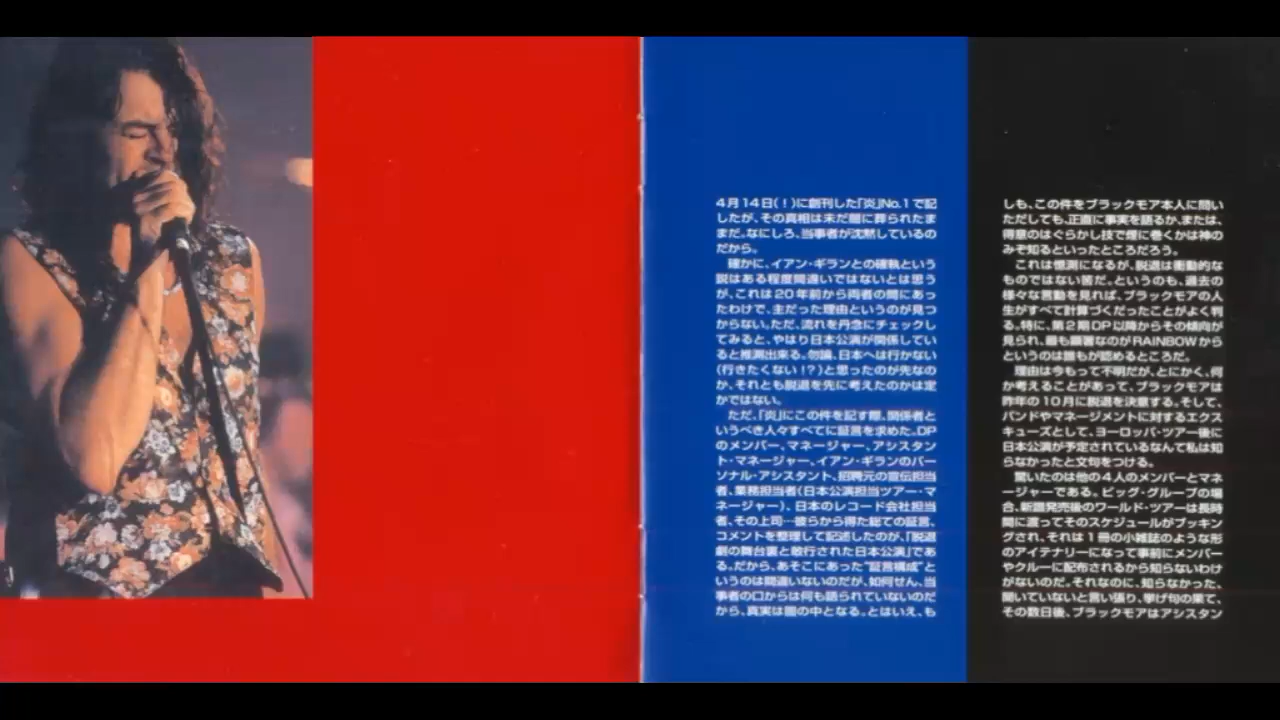 4月14日(！)に創刊した「炎」No.1で記
したが、その真相は未だ闇に葬られたま
まだ。なにしろ、当事者が沈黙しているの
だから。
確かに、イアン・ギランとの確執という
説はある程度間違いではないとは思う
が、これは20年前から両者の間にあっ
たわけで、主だった理由というのが見つ
からない。ただ、流れを丹念にチェックし
てみると、やはり日本公演が関係してい
ると推測出来る。勿論、日本へは行かない
(行きたくない！？)と思ったのが先なの
か、それとも脱退を先に考えたのかは定
かではない。
ただ、「炎」にこの件を記す際、関係者と
いうべき人々すべてに証言を求めた。DP
のメンバー、マネージャー、アシスタン
ト・マネージャー、イアン・ギランのパー
ソナル・アシスタント、招聘元の宣伝担当
者、業務担当者(日本公演担当ツアー・マ
ネージャー)、日本のレコード会社担当
者、その上司…彼らから得た総ての証言、
コメントを整理して記述したのが、「脱退
劇の舞台裏と敢行された日本公演」であ
る。だから、あそこにあった“証言構成”と
いうのは間違いないのだが、如何せん、当
事者の口からは何も語られていないのだ
から、真実は闇の中となる。とはいえ、も
しも、この件をブラックモア本人に問い
ただしても、正直に事実を語るか、または、
得意のはぐらかし技で煙に巻くかは神の
みぞ知るといったところだろう。
これは憶測になるが、脱退は衝動的な
ものではない筈だ。というのも、過去の
様々な言動を見れば、ブラックモアの人
生がすべて計算づくだったことがよく判
る。特に、第2期DP以降からその傾向が
見られ、最も顕著なのがRAINBOWから
というのは誰もが認めるところだ。
理由は今もって不明だが、とにかく、何
か考えることがあって、ブラックモアは
昨年の10月に脱退を決意する。そして、
バンドやマネージメントに対するエクス
キューズとして、ヨーロッパ・ツアー後に
日本公演が予定されているなんて私は知
らなかったと文句をつける。
驚いたのは他の4人のメンバーとマネ
ージャーである。ビッグ・グループの場
合、新譜発売後のワールド・ツアーは長時
間に渡ってそのスケジュールがブッキン
グされ、それは1冊の小雑誌のような形
のアイテナリーになって事前にメンバー
やクルーに配布されるから知らないわけ
がないのだ。それなのに、知らなかった、
聞いていないと言い張り、挙げ句の果て、
その数日後、ブラックモアはアシスタン